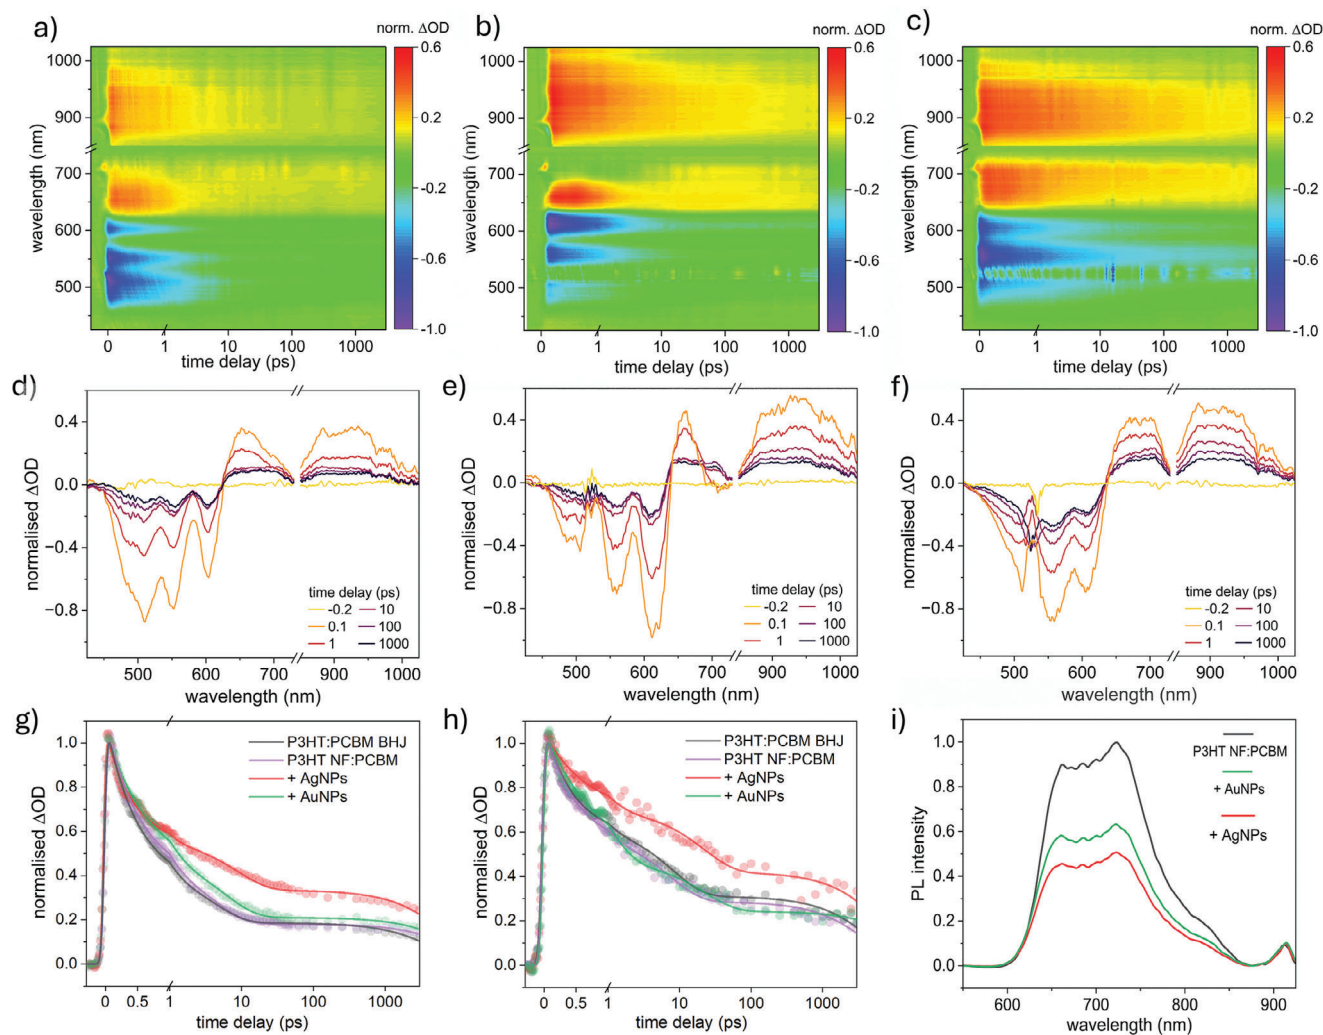 a)
norm. ΔOD
1000
900
700
600
500
wavelength (nm)
0 1 10 100 1000
time delay (ps)
0.6
0.2
-0.2
-0.6
-1.0
b)
norm. ΔOD
1000
900
700
600
500
wavelength (nm)
0 1 10 100 1000
time delay (ps)
0.6
0.2
-0.2
-0.6
-1.0
c)
norm. ΔOD
1000
900
700
600
500
wavelength (nm)
0 1 10 100 1000
time delay (ps)
0.6
0.2
-0.2
-0.6
-1.0
d)
0.4
0.0
−0.4
−0.8
normalised ΔOD
time delay (ps)
-0.2 10
0.1 100
1 1000
500 600 700 900 1000
wavelength (nm)
e)
0.4
0.0
−0.4
−0.8
normalised ΔOD
time delay (ps)
-0.2 10
0.1 100
1 1000
500 600 700 900 1000
wavelength (nm)
f)
0.4
0.0
−0.4
−0.8
normalised ΔOD
time delay (ps)
-0.2 10
0.1 100
1 1000
500 600 700 900 1000
wavelength (nm)
g)
1.0
0.8
0.6
0.4
0.2
0.0
normalised ΔOD
P3HT:PCBM BHJ
P3HT NF:PCBM
+ AgNPs
+ AuNPs
0 0.5 1 10 100 1000
time delay (ps)
h)
1.0
0.8
0.6
0.4
0.2
0.0
normalised ΔOD
P3HT:PCBM BHJ
P3HT NF:PCBM
+ AgNPs
+ AuNPs
0 0.5 1 10 100 1000
time delay (ps)
i)
1.0
0.8
0.6
0.4
0.2
0.0
PL intensity
P3HT NF:PCBM
+ AuNPs
+ AgNPs
600 700 800 900
wavelength (nm)